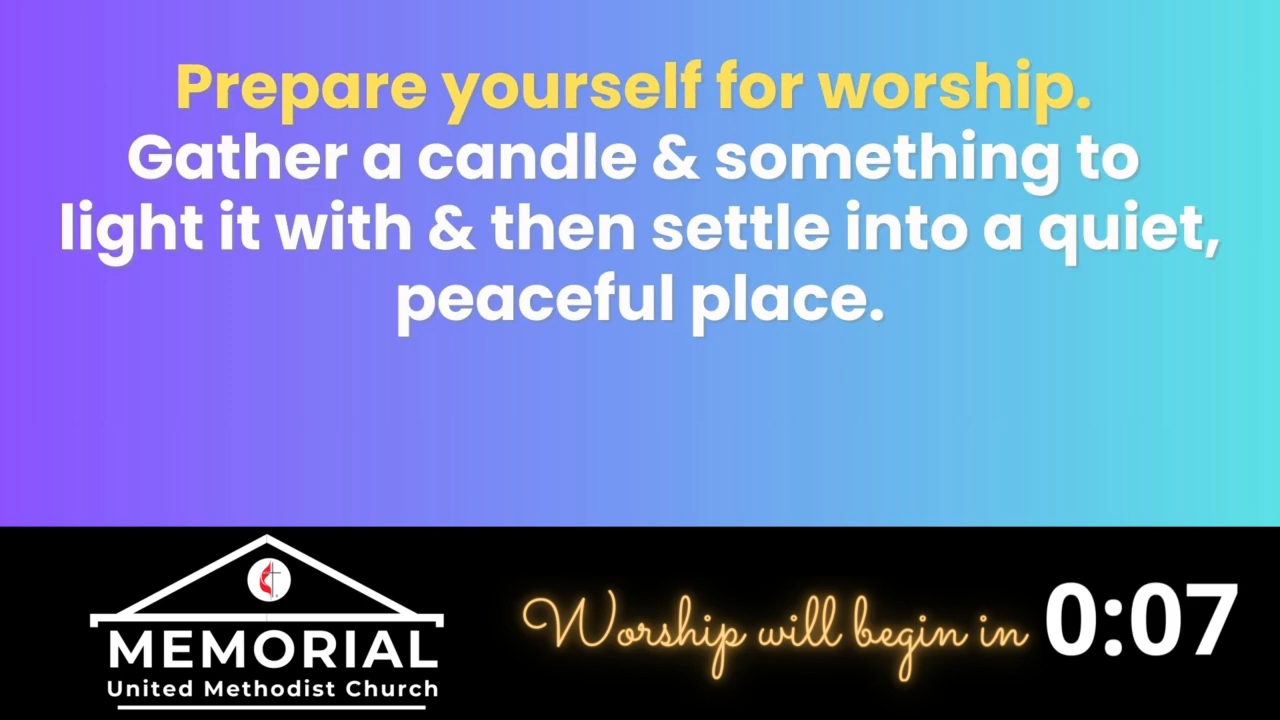 Prepare yourself for worship.
Gather a candle & something to
light it with & then settle into a quiet,
peaceful place.
MEMORIAL
United Methodist Church
Worship will begin in 0:07